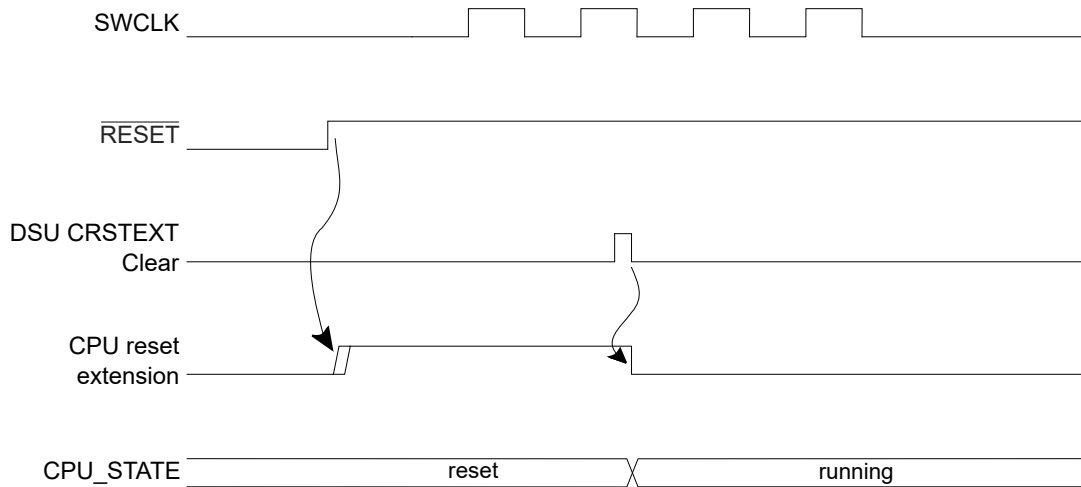 SWCLK
RESET
DSU CRSTEXT
Clear
CPU reset
extension
CPU_STATE
reset
running